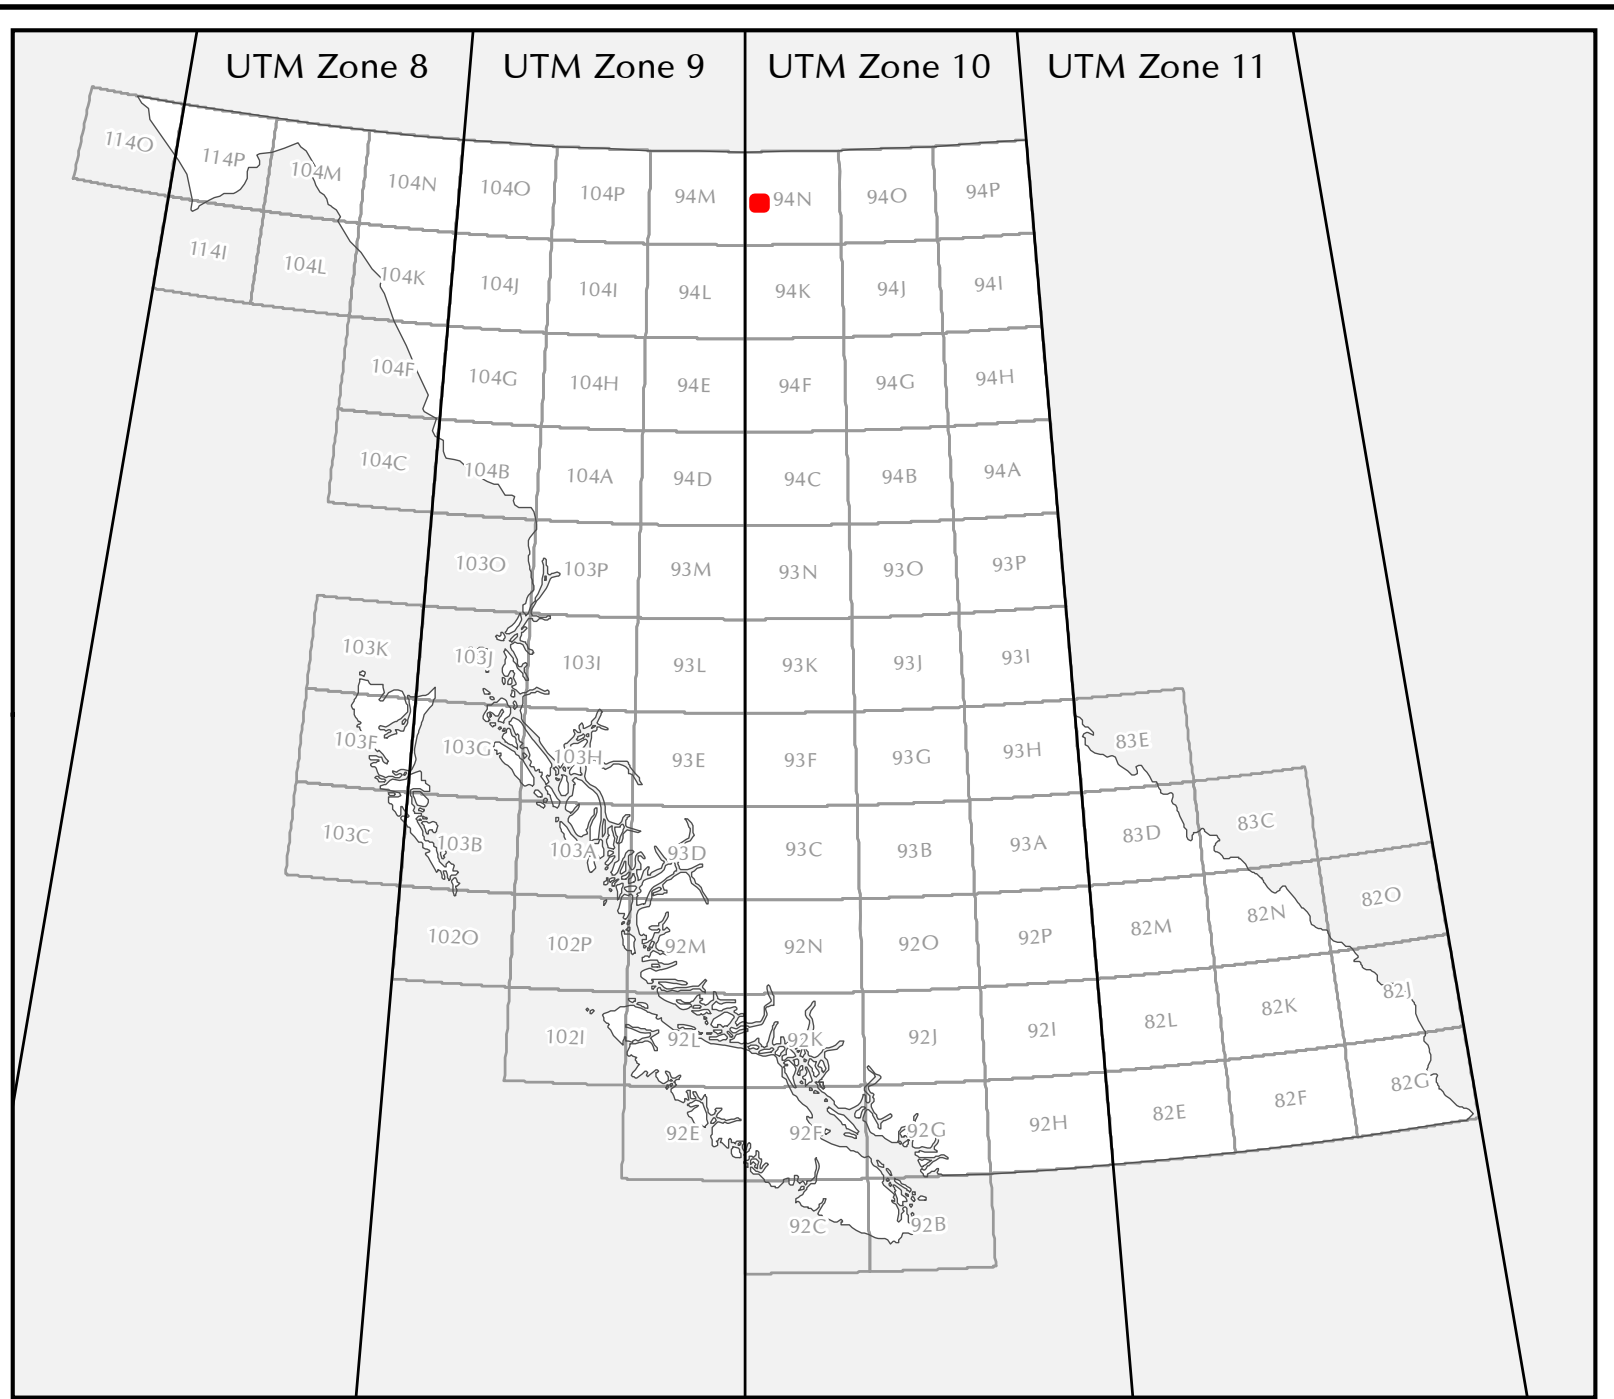 UTM Zone 8 UTM Zone 9 UTM Zone 10 UTM Zone 11
114O 114P 104M 104N 104O 104P 94M 94N 94O 94P
114I 104L 104K 104J 104I 94L 94K 94J 94I
104F 104G 104H 94E 94F 94G 94H
104C 104B 104A 94D 94C 94B 94A
103O 103P 93M 93N 93O 93P
103K 103J 103I 93L 93K 93J 93I
103F 103G 103H 93E 93F 93G 93H 83E
103C 103B 103A 93D 93C 93B 93A 83D 83C
102O 102P 92M 92N 92O 92P 82M 82N 82O
102I 92L 92K 92J 92I 82L 82K 82J
92E 92F 92G 92H 82E 82F 82G
92C 92B